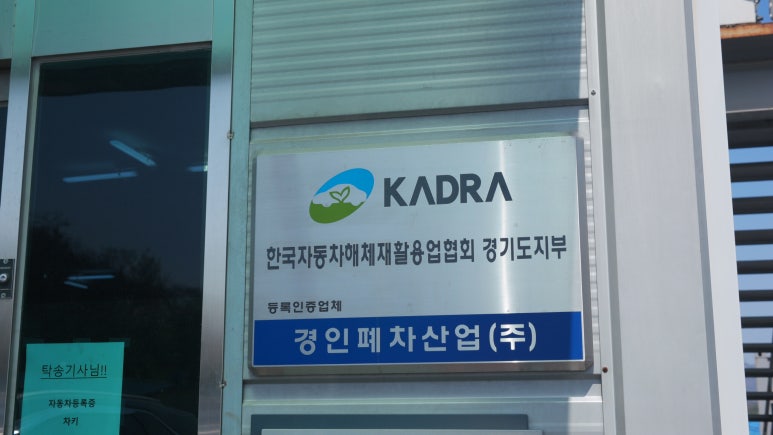 KADRA
한국자동차해체재활용업협회 경기도지부
등록인증업체
경인폐차산업(주)
탁송기사님!!
자동차등록증
차키